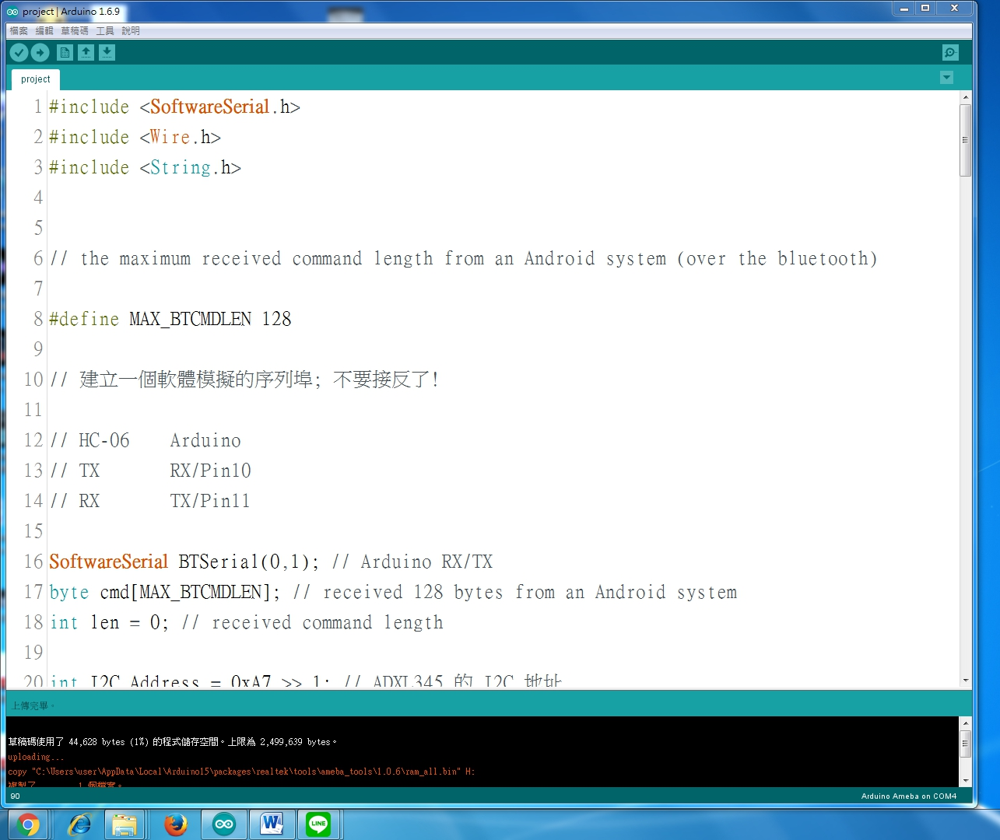 project | Arduino 1.6.9
檔案 編輯 草稿碼 工具 說明
project
1 #include <SoftwareSerial.h>
2 #include <Wire.h>
3 #include <String.h>
4
5
6 // the maximum received command length from an Android system (over the bluetooth)
7
8 #define MAX_BTCMDLEN 128
9
10 // 建立一個軟體模擬的序列埠; 不要接反了!
11
12 // HC-06    Arduino
13 // TX       RX/Pin10
14 // RX       TX/Pin11
15
16 SoftwareSerial BTSerial(0,1); // Arduino RX/TX
17 byte cmd[MAX_BTCMDLEN]; // received 128 bytes from an Android system
18 int len = 0; // received command length
19
20 int I2C_Address = 0xA7 >> 1; // ADXL345 的 I2C 地址
上傳完畢。
草稿碼使用了 44,628 bytes (1%) 的程式儲存空間。上限為 2,499,639 bytes。
uploading...
copy "C:\Users\user\AppData\Local\Arduino15\packages\realtek\tools\ameba_tools\1.0.6\ram_all.bin" H:
複製了         1 個檔案。
90
Arduino Ameba on COM4
W
LINE